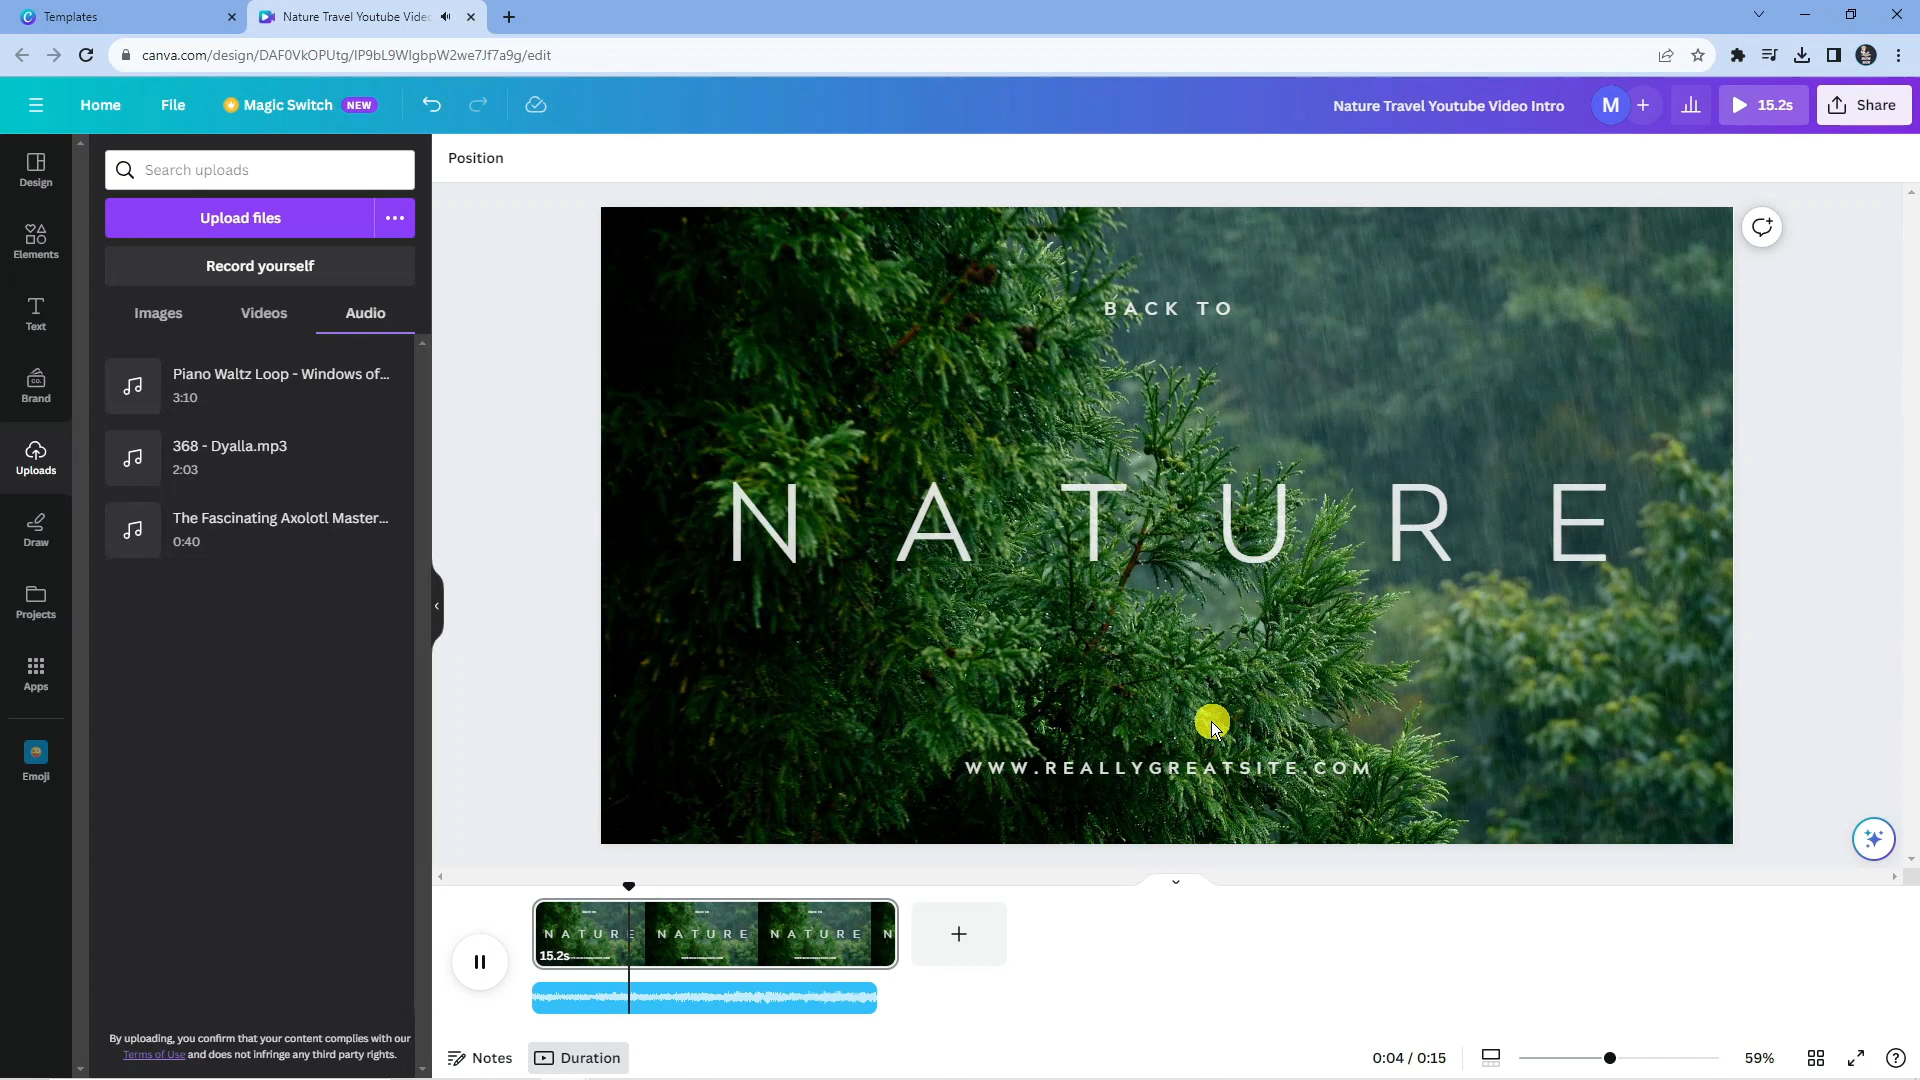 Templates
Nature Travel Youtube Video
canva.com/design/DAF0VkOPUtg/IP9bL9WIgbpW2we7Jf7a9g/edit
Home File Magic Switch NEW
Nature Travel Youtube Video Intro M 15.2s Share
Design
Elements
Text
Brand
Uploads
Draw
Projects
Apps
Emoji
Search uploads
Upload files
Record yourself
Images Videos Audio
Piano Waltz Loop - Windows of...
3:10
368 - Dyalla.mp3
2:03
The Fascinating Axolotl Master...
0:40
By uploading, you confirm that your content complies with our
Terms of Use and does not infringe any third party rights.
Position
BACK TO
NATURE
WWW.REALLYGREATSITE.COM
NATURE NATURE NATURE N
15.2s
Notes Duration
0:04 / 0:15
59%